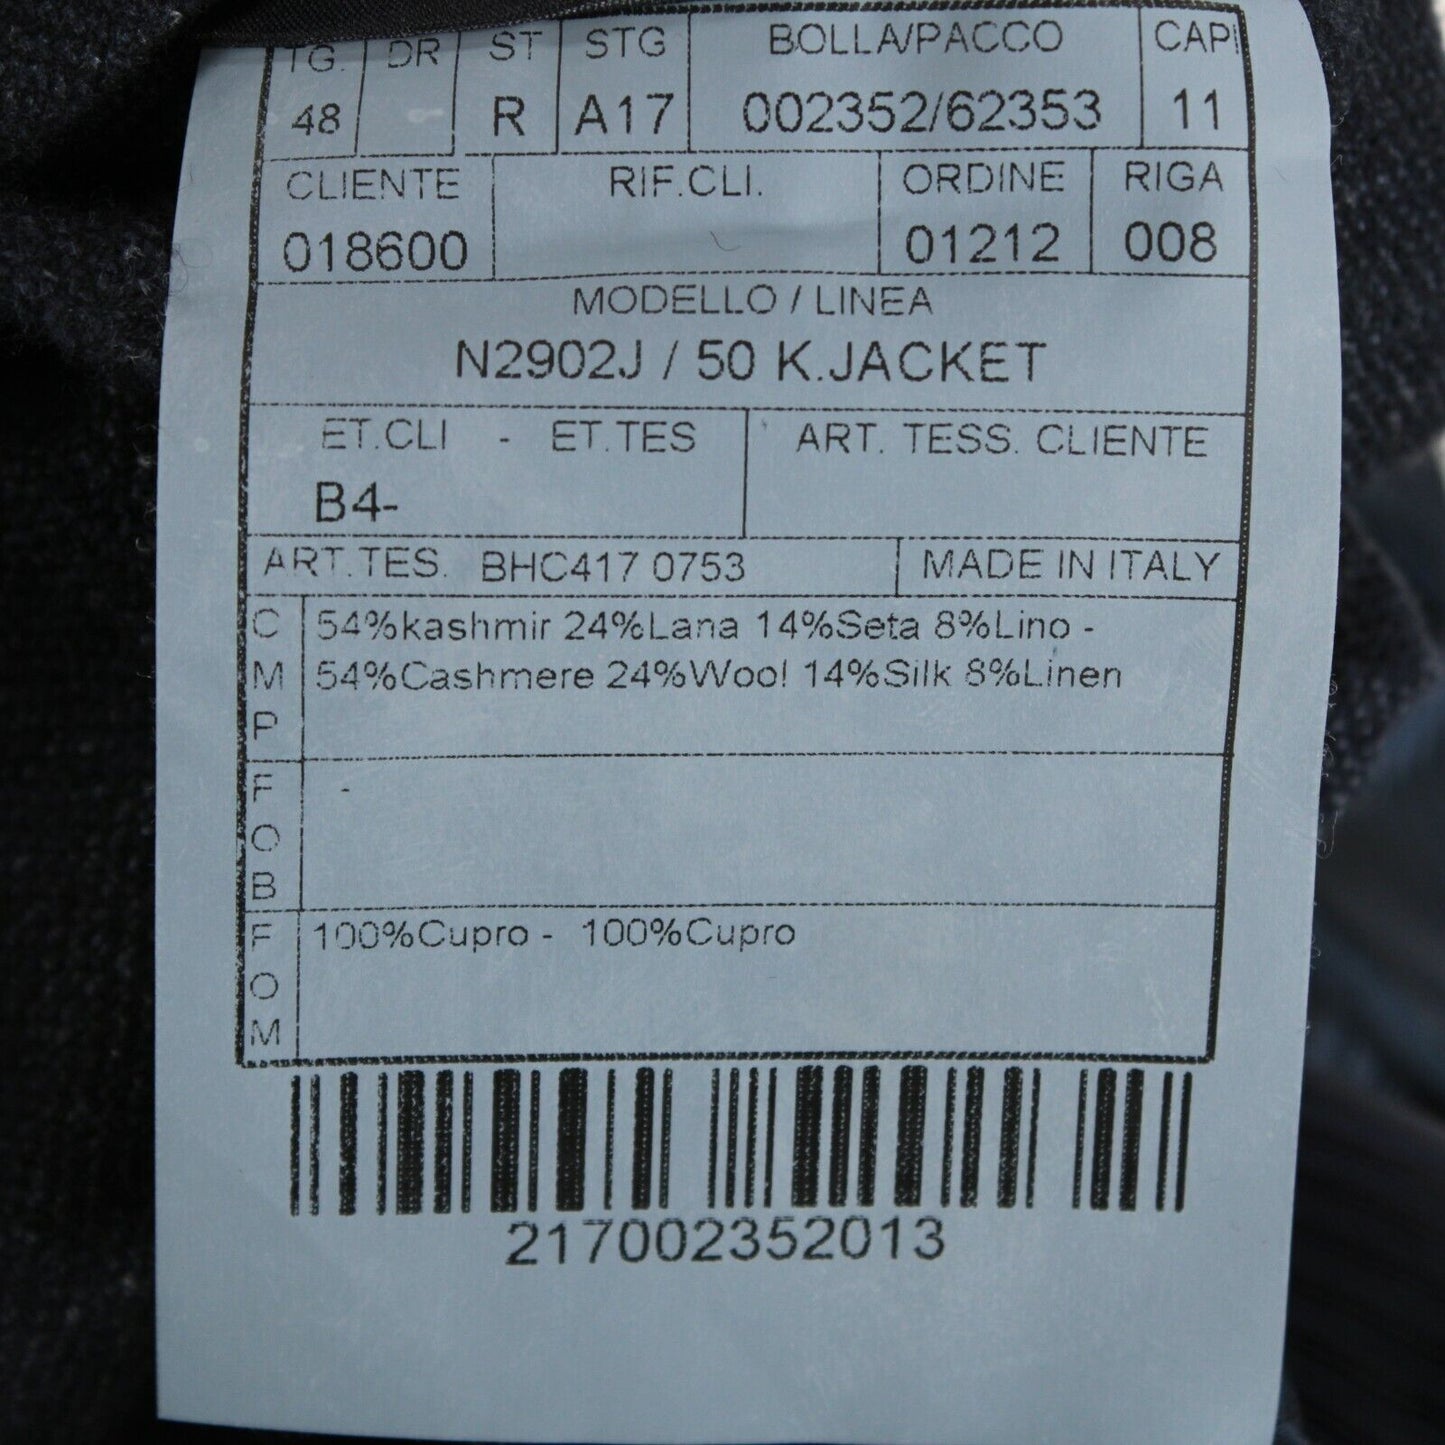 TG. DR ST STG BOLLA/PACCO CAPI
48 R A17 002352/62353 11
CLIENTE RIF.CLI. ORDINE RIGA
018600 01212 008
MODELLO / LINEA
N2902J / 50 K.JACKET
ET.CLI - ET.TES ART. TESS. CLIENTE
B4-
ART.TES. BHC417 0753 MADE IN ITALY
C 54%kashmir 24%Lana 14%Seta 8%Lino -
M 54%Cashmere 24%Wool 14%Silk 8%Linen
P
F -
O
B
F 100%Cupro - 100%Cupro
O
M
217002352013